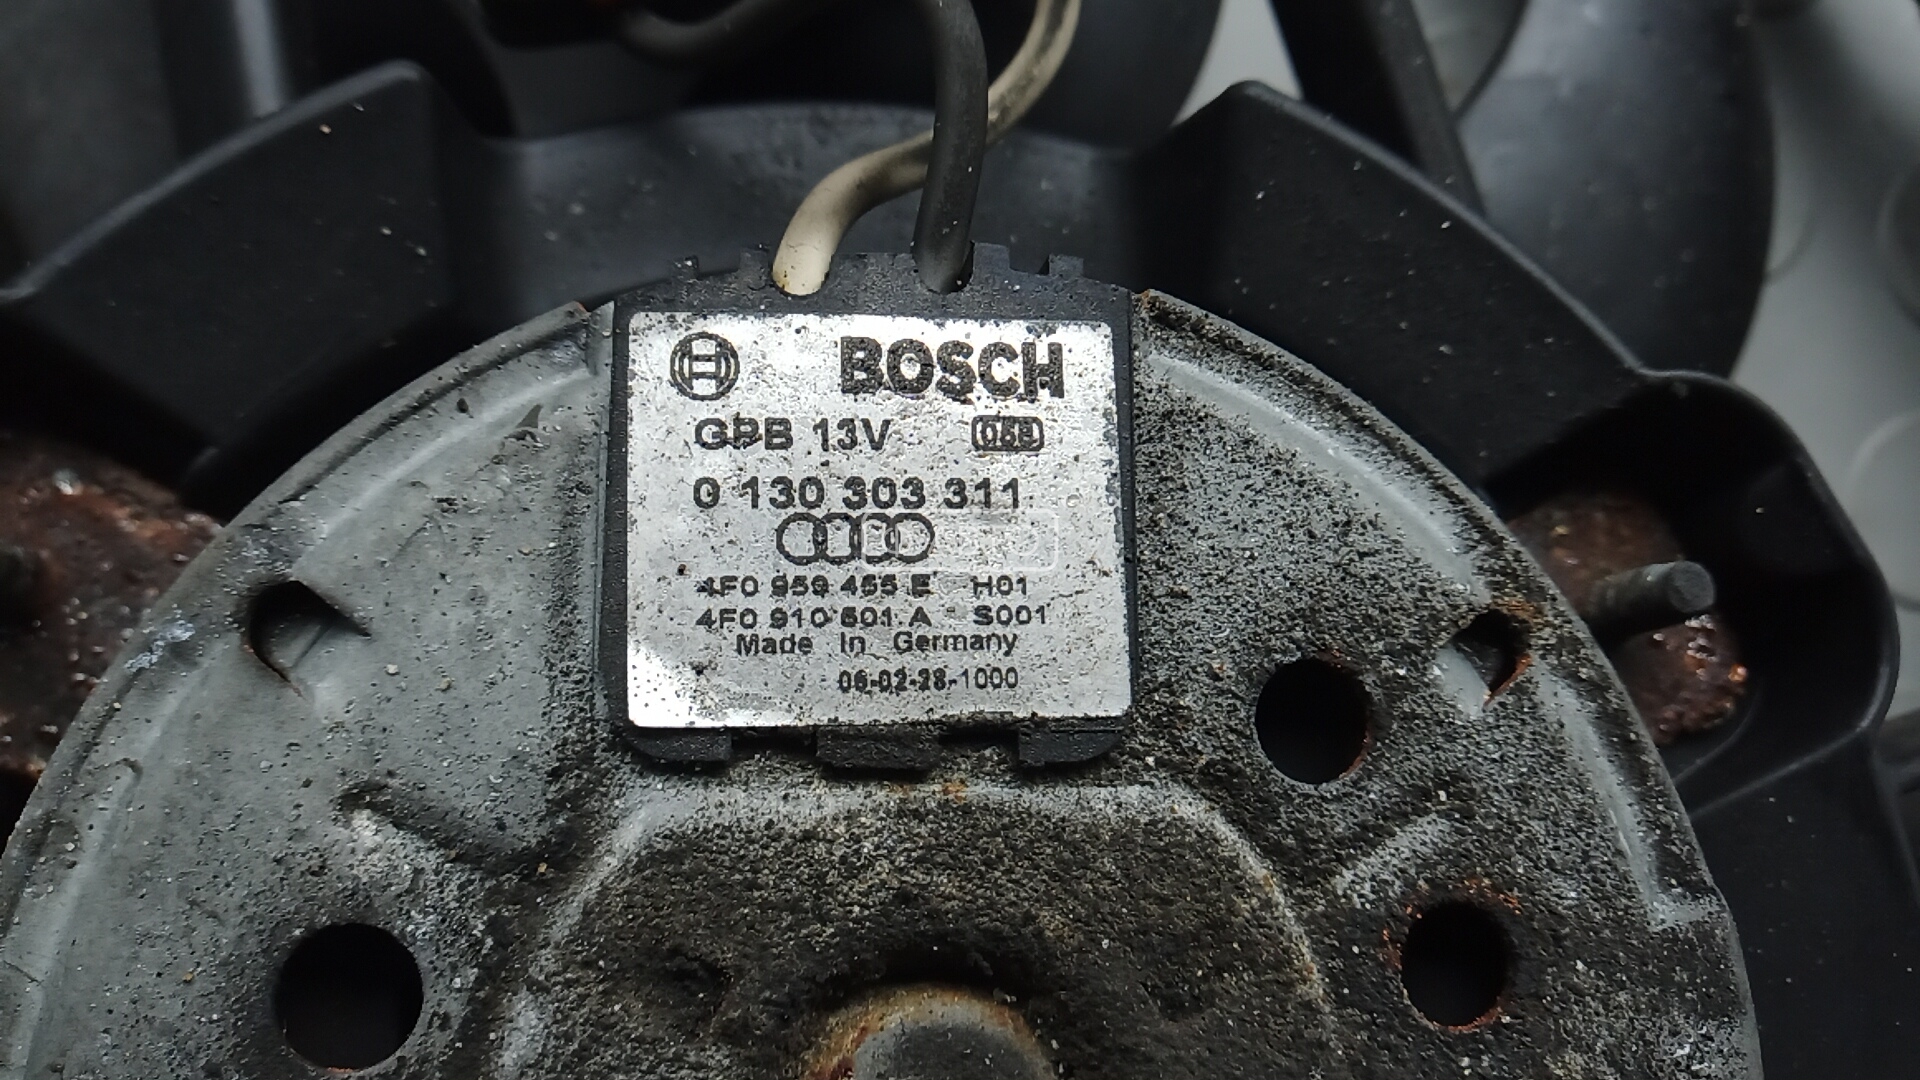 BOSCH
GPB 13V
0 130 303 311
4F0 959 455 E H01
4F0 910 601 A S001
Made In Germany
06-02-28-1000